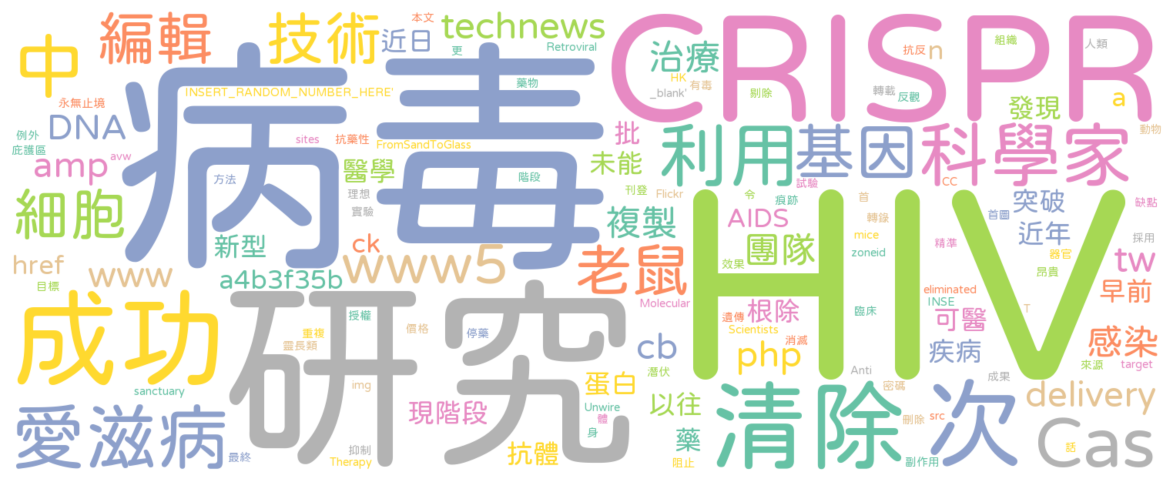 編輯
技術
近日
本文
technews
更
Retroviral
CRISPR
治療
HK
有毒
_blank'
剔除
轉載
反觀
抗反
n
組織
人類
中
永無止境
DNA
例外
庇護區
amp
avw
INSERT_RANDOM_NUMBER_HERE'
病毒
藥物
sites
抗藥性
FromSandToGlass
批
未能
利用
基因
科學家
發現
a
動物
醫學
階段
方法
理想
實驗
刊登
Flickr
試驗
令
痕跡
CC
首
首圖
突破
缺點
細胞
新型
ck
複製
AIDS
團隊
轉錄
mice
zoneid
精準
近年
採用
器官
昂貴
tw
href
目標
www
a4b3f35b
www5
老鼠
效果
HIV
Molecular
根除
遺傳
Scientists
消滅
臨床
eliminated
INSE
可醫
T
早前
成功
研究
授權
重複
靈長類
價格
停藥
cb
php
Anti
疾病
感染
來源
target
成果
潛伏
蛋白
sanctuary
img
現階段
Unwire
體
身
以往
清除
密碼
刪除
src
次
delivery
愛滋病
最終
抑制
Therapy
抗體
藥
阻止
副作用
Cas
話